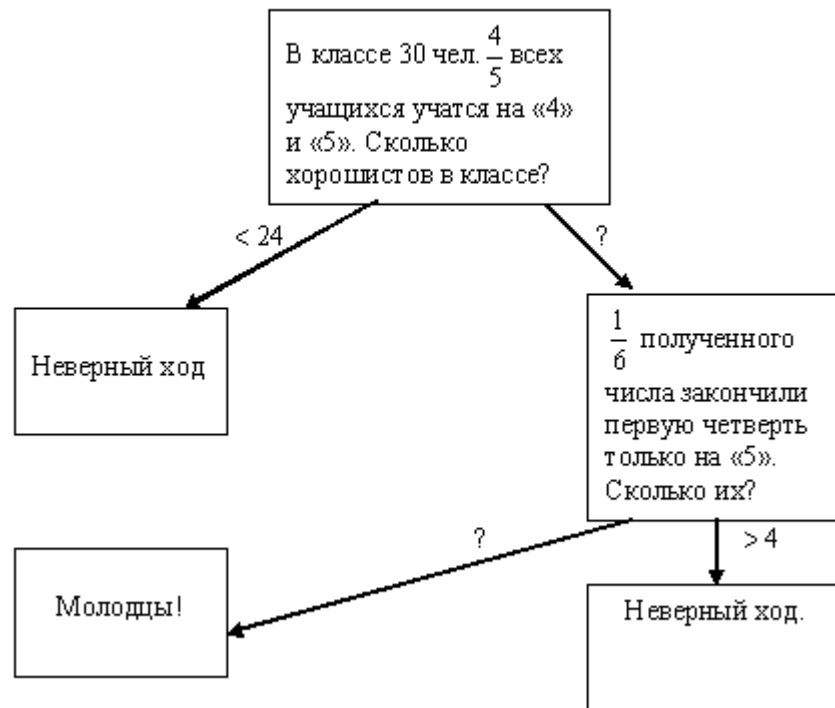 В классе 30 чел. 4/5 всех
учащихся учатся на «4»
и «5». Сколько
хорошистов в классе?
< 24
?
Неверный ход
1/6 полученного
числа закончили
первую четверть
только на «5».
Сколько их?
?
> 4
Молодцы!
Неверный ход.